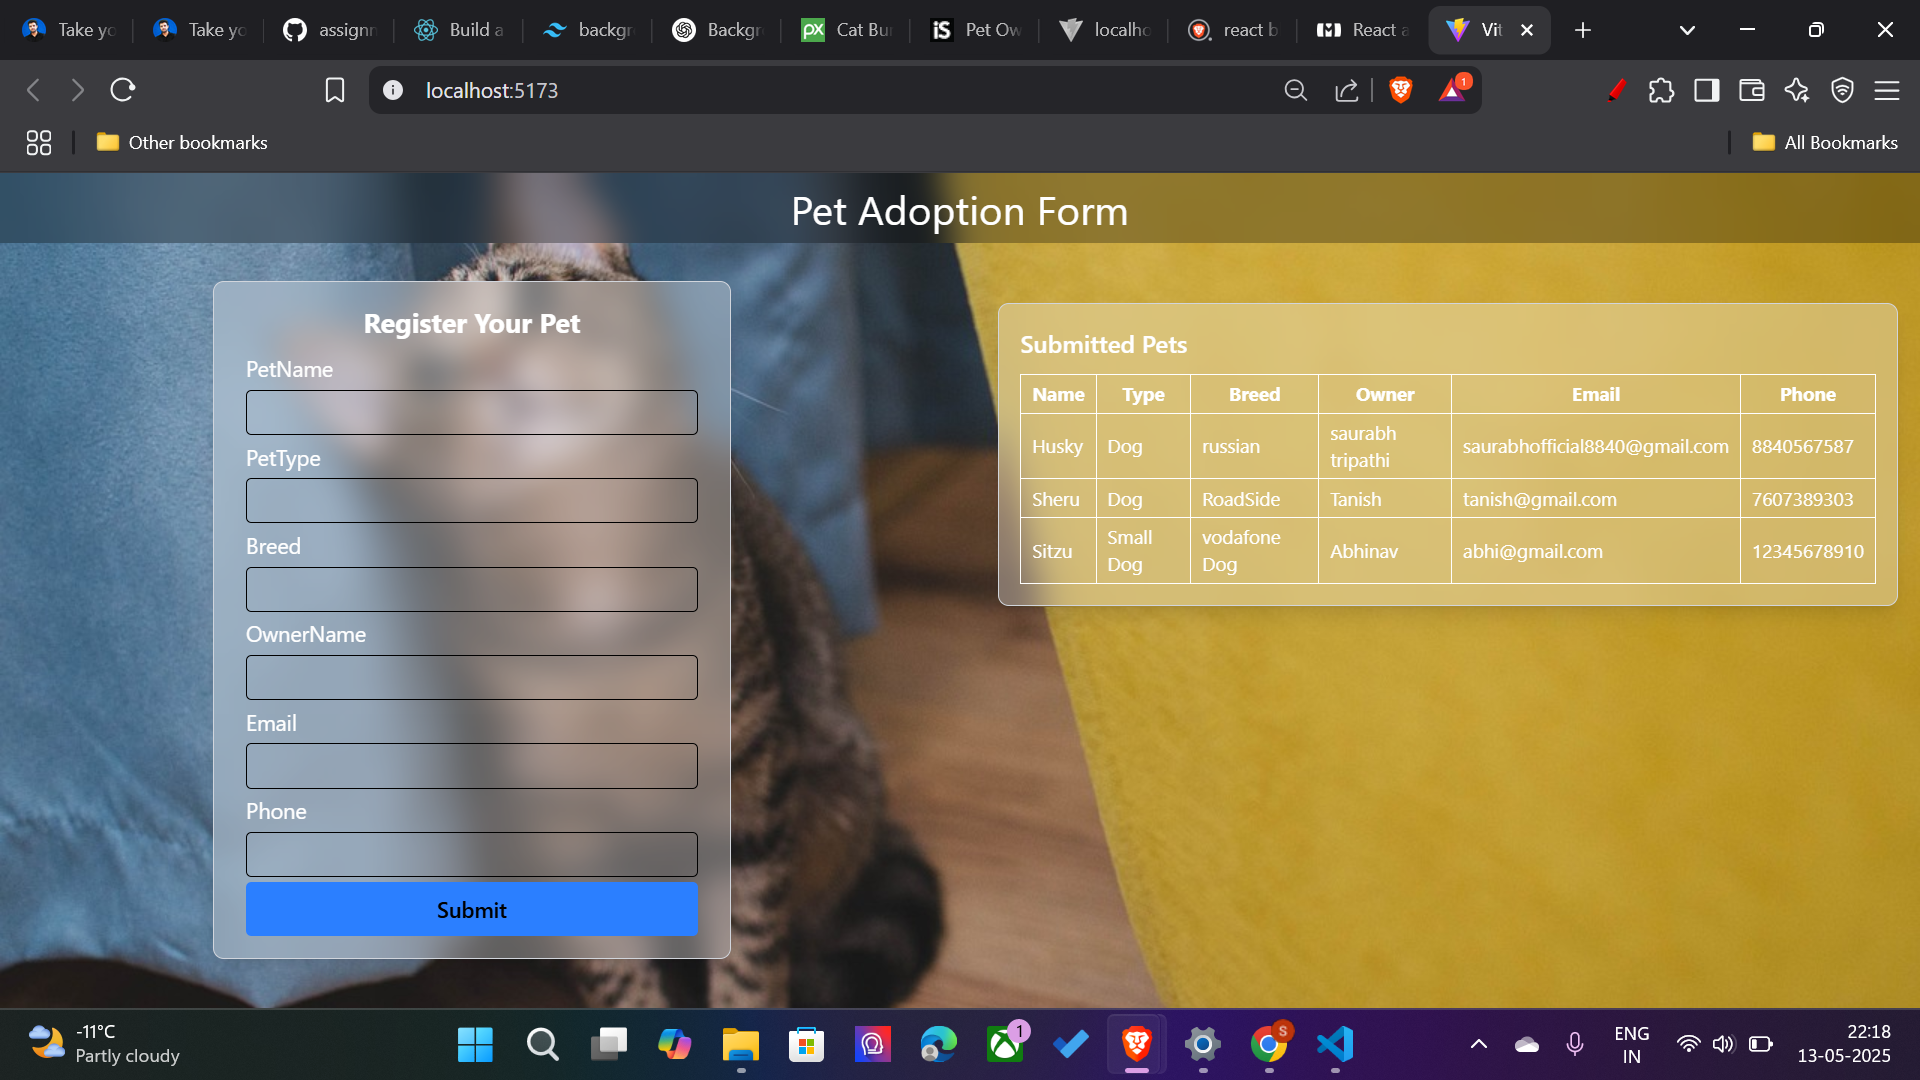 Take yo
Take yo
assignn
Build a
backgr
Backgr
Cat Bur
Pet Ow
localho
react b
React a
Vit
localhost:5173
1
Other bookmarks
All Bookmarks
Pet Adoption Form
Register Your Pet
PetName
PetType
Breed
OwnerName
Email
Phone
Submit
Submitted Pets
Name Type Breed Owner Email Phone
Husky Dog russian saurabh tripathi saurabhofficial8840@gmail.com 8840567587
Sheru Dog RoadSide Tanish tanish@gmail.com 7607389303
Sitzu Small Dog vodafone Dog Abhinav abhi@gmail.com 12345678910
-11°C
Partly cloudy
1
S
ENG
IN
22:18
13-05-2025